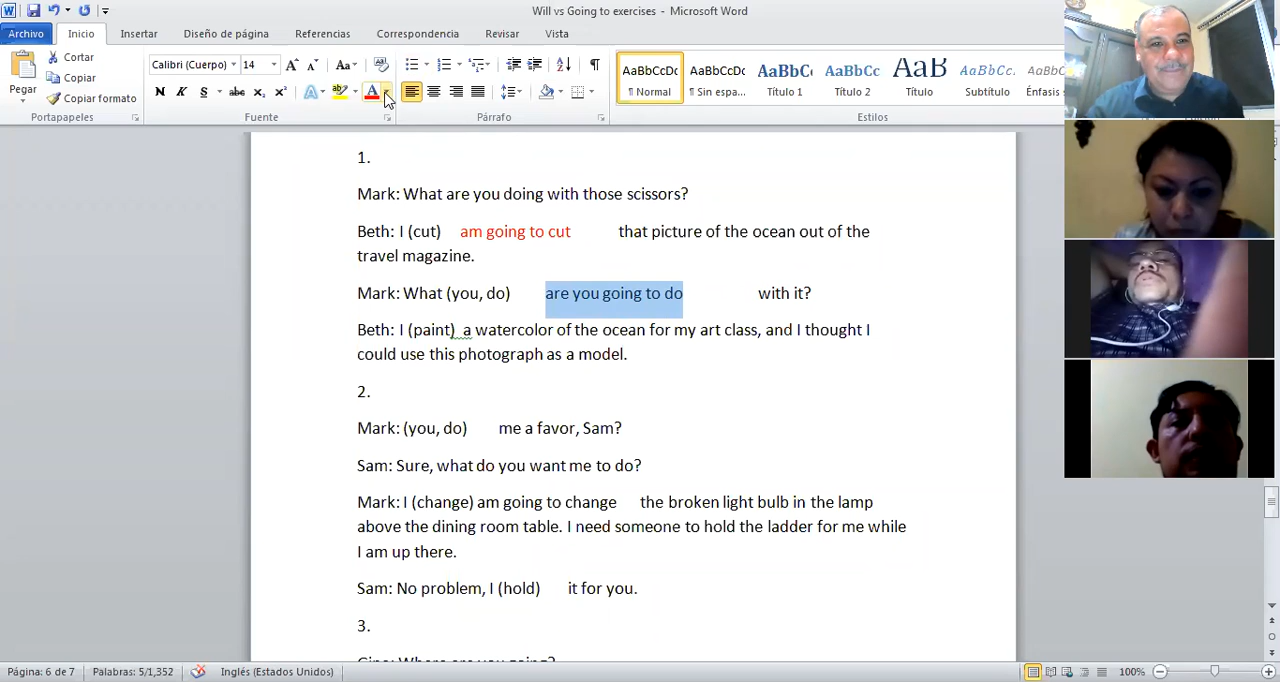 Will vs Going to exercises - Microsoft Word
Archivo Inicio Insertar Diseño de página Referencias Correspondencia Revisar Vista
Cortar
Copiar
Copiar formato
Pegar
Calibri (Cuerpo) 14
Portapapeles Fuente Párrafo Estilos
AaBbCcDc AaBbCcDc AaBbC AaBbCc AaB AaBbCc. AaBbC
¶ Normal ¶ Sin espa... Título 1 Título 2 Título Subtítulo Énfasis s
1.
Mark: What are you doing with those scissors?
Beth: I (cut) am going to cut that picture of the ocean out of the
travel magazine.
Mark: What (you, do) are you going to do with it?
Beth: I (paint) a watercolor of the ocean for my art class, and I thought I
could use this photograph as a model.
2.
Mark: (you, do) me a favor, Sam?
Sam: Sure, what do you want me to do?
Mark: I (change) am going to change the broken light bulb in the lamp
above the dining room table. I need someone to hold the ladder for me while
I am up there.
Sam: No problem, I (hold) it for you.
3.
Página: 6 de 7 Palabras: 5/1,352 Inglés (Estados Unidos) 100%